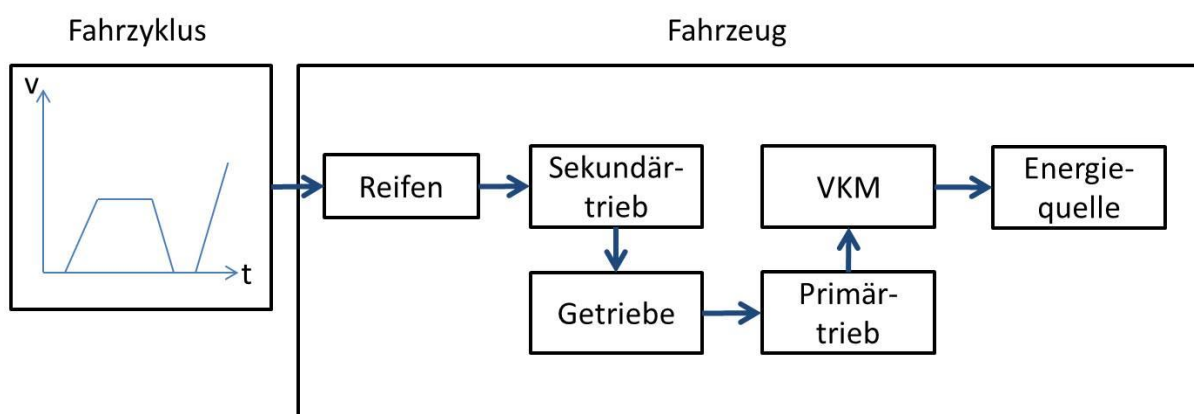 Fahrzyklus
Fahrzeug
v
t
Reifen
Sekundär-
trieb
Getriebe
Primär-
trieb
VKM
Energie-
quelle